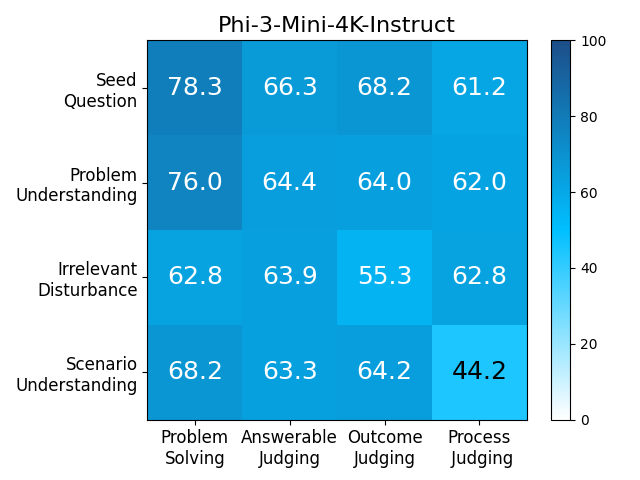 Phi-3-Mini-4K-Instruct
Seed
Question
78.3 66.3 68.2 61.2
Problem
Understanding
76.0 64.4 64.0 62.0
Irrelevant
Disturbance
62.8 63.9 55.3 62.8
Scenario
Understanding
68.2 63.3 64.2 44.2
Problem
Solving
Answerable
Judging
Outcome
Judging
Process
Judging
100
80
60
40
20
0